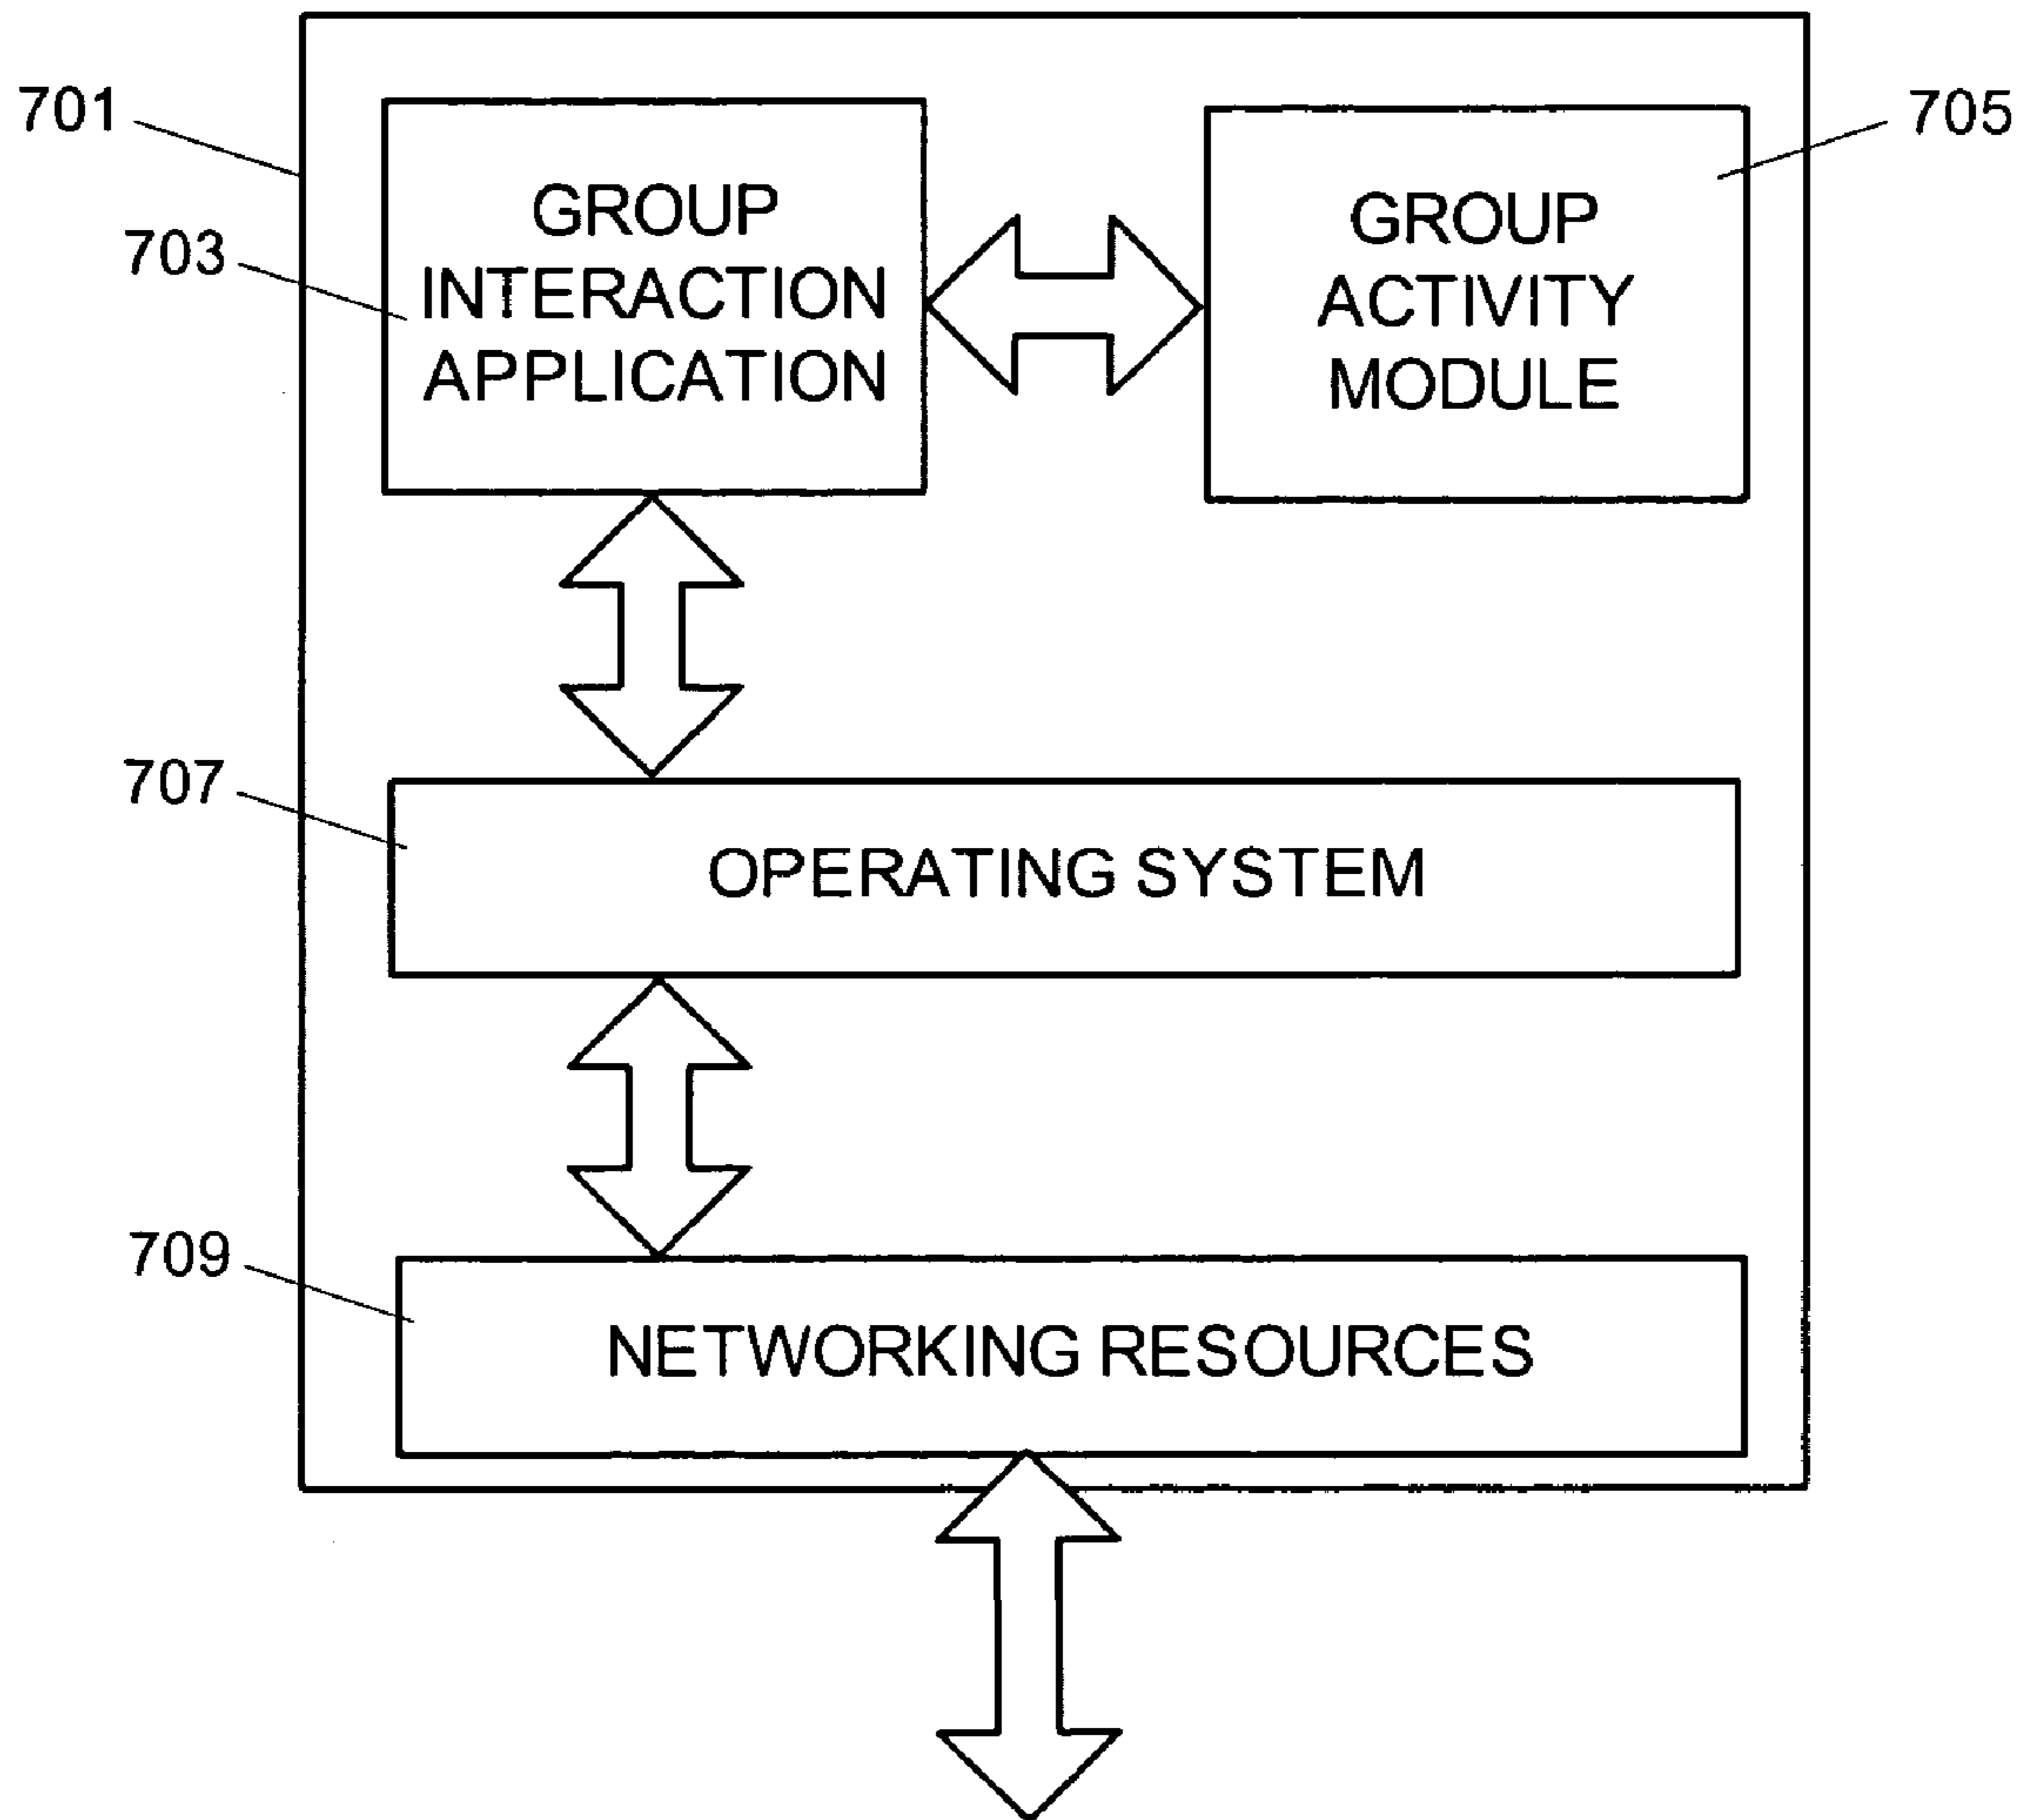 701
703
GROUP
INTERACTION
APPLICATION
705
GROUP
ACTIVITY
MODULE
707
OPERATING SYSTEM
709
NETWORKING RESOURCES